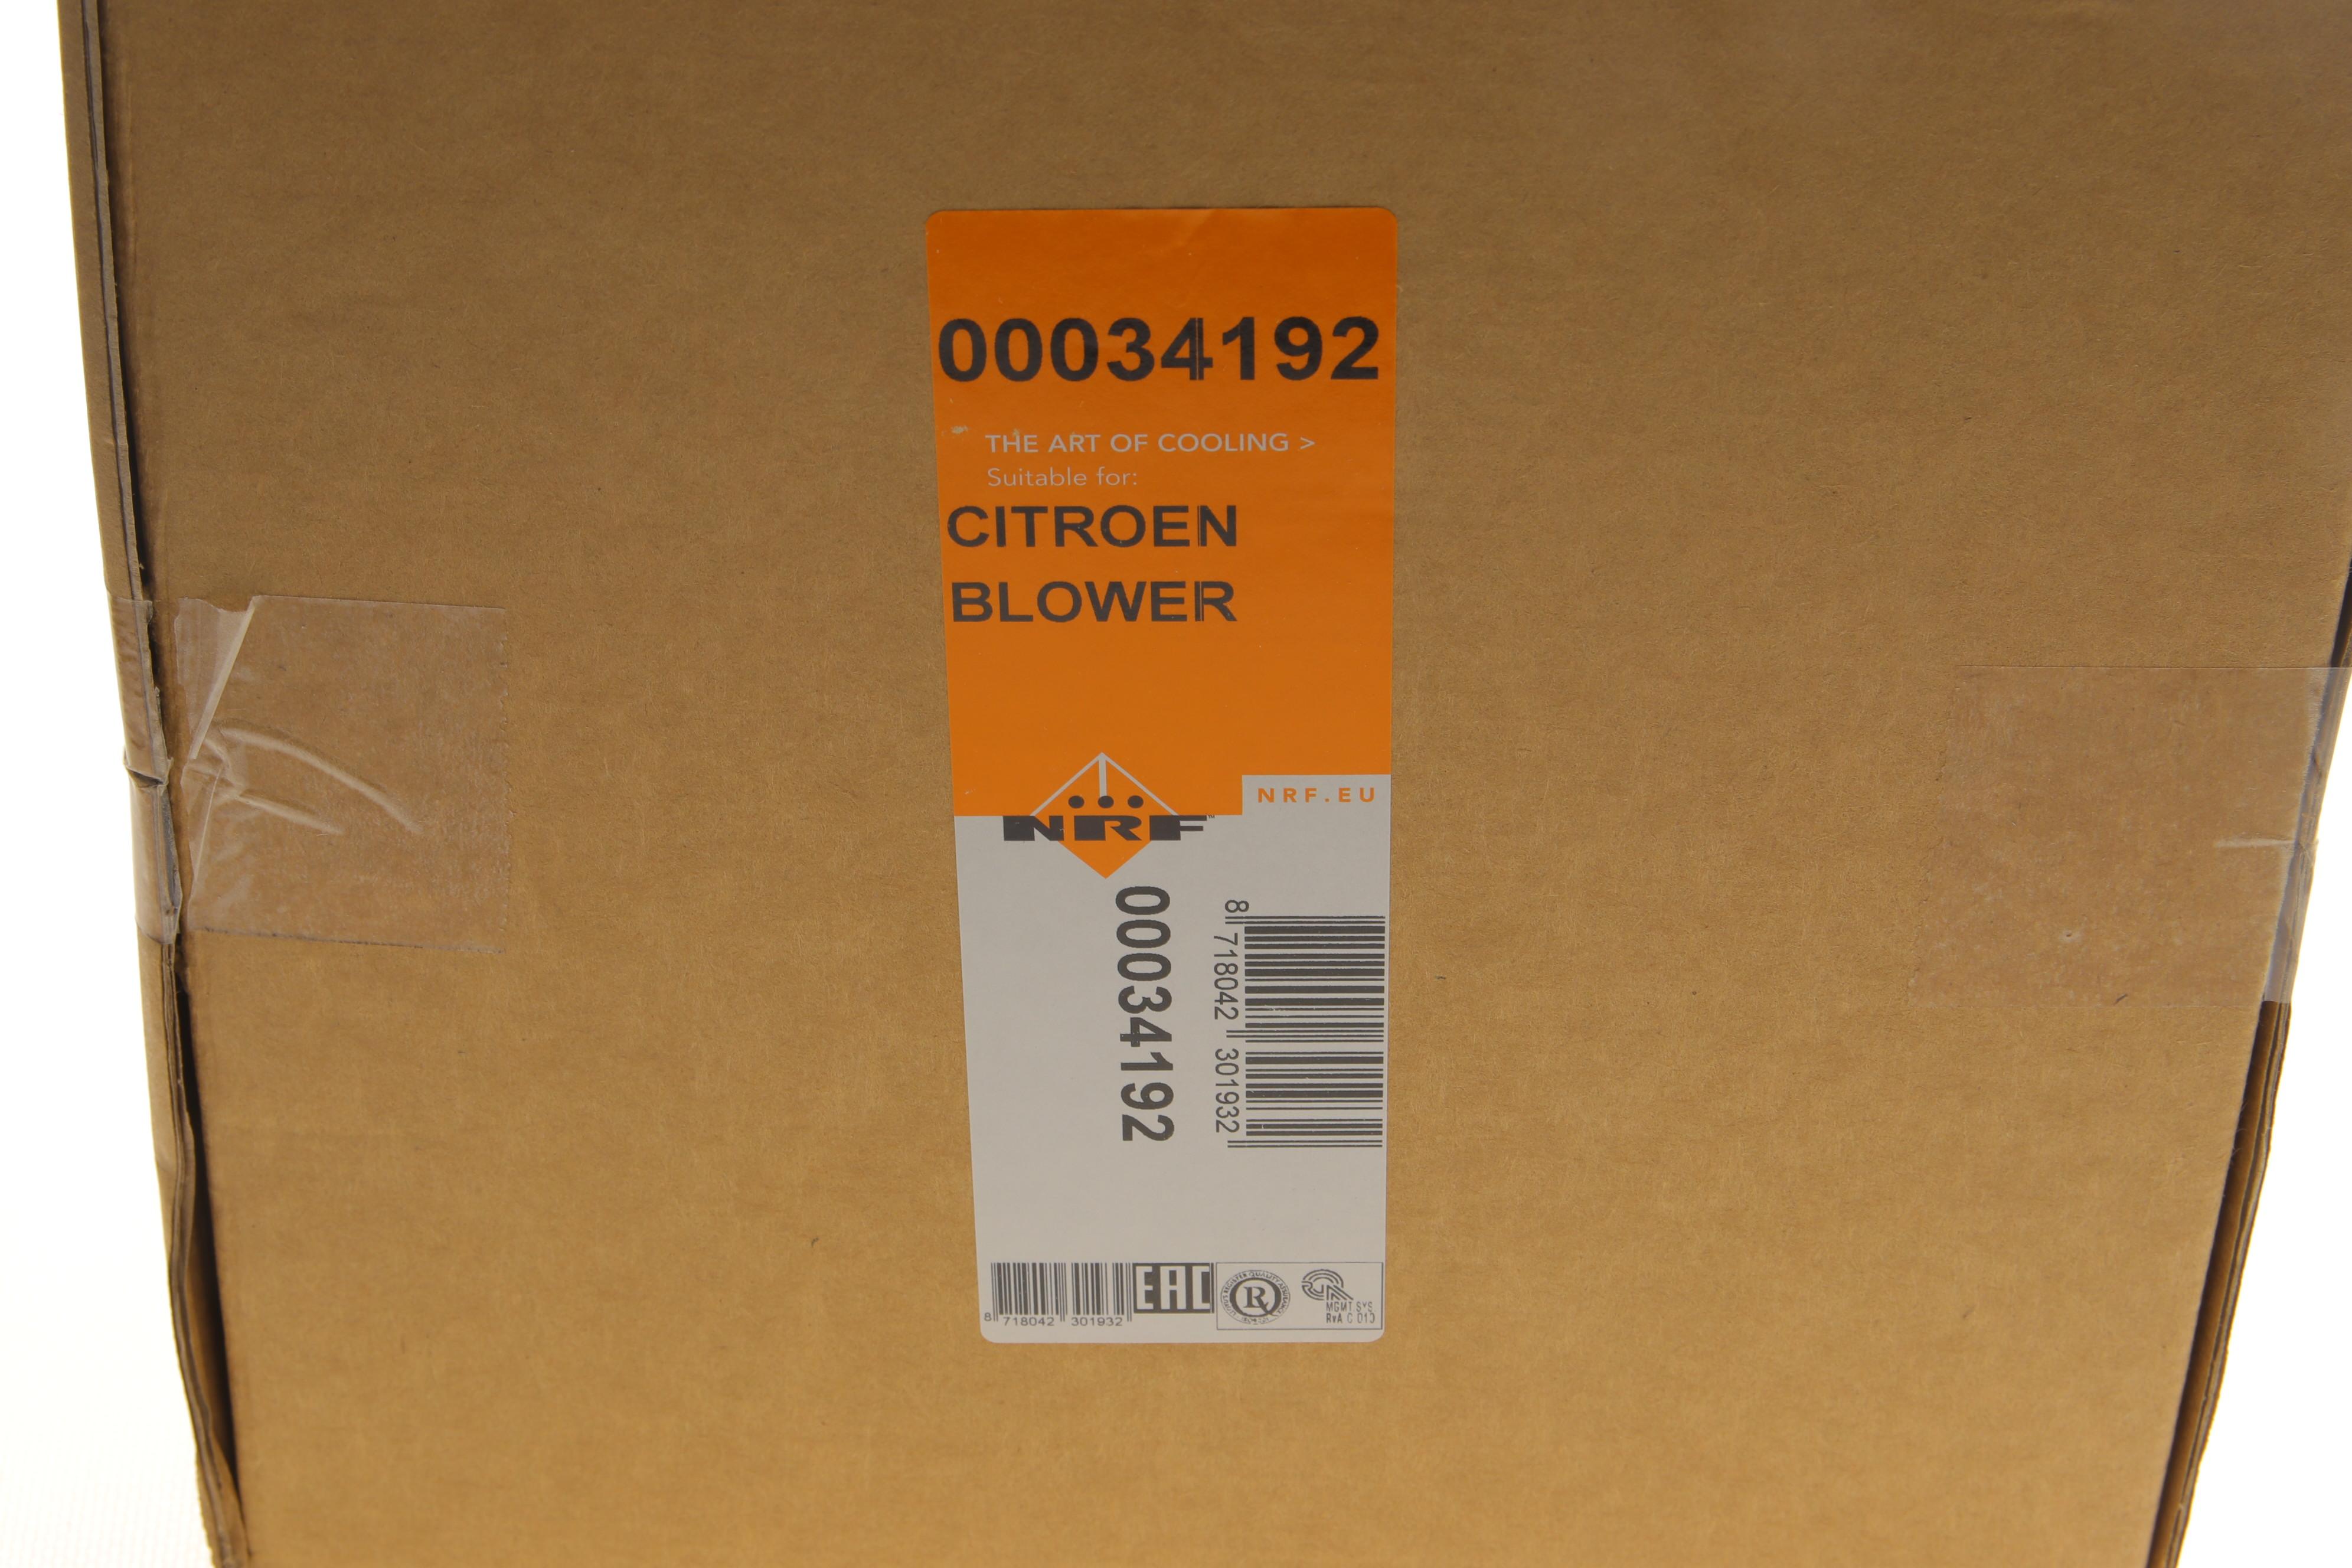 00034192
THE ART OF COOLING >
Suitable for:
CITROEN
BLOWER
NRF.EU
NRF
00034192
8 718042 301932
8 718042 301932
EAC
R
MGMT. SYS.
RvA C 010